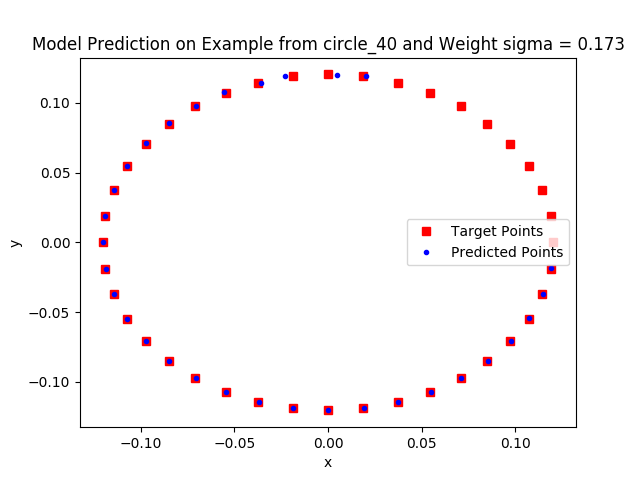 Model Prediction on Example from circle_40 and Weight sigma = 0.173
0.10
0.05
0.00
−0.05
−0.10
y
Target Points
Predicted Points
−0.10
−0.05
0.00
0.05
0.10
x